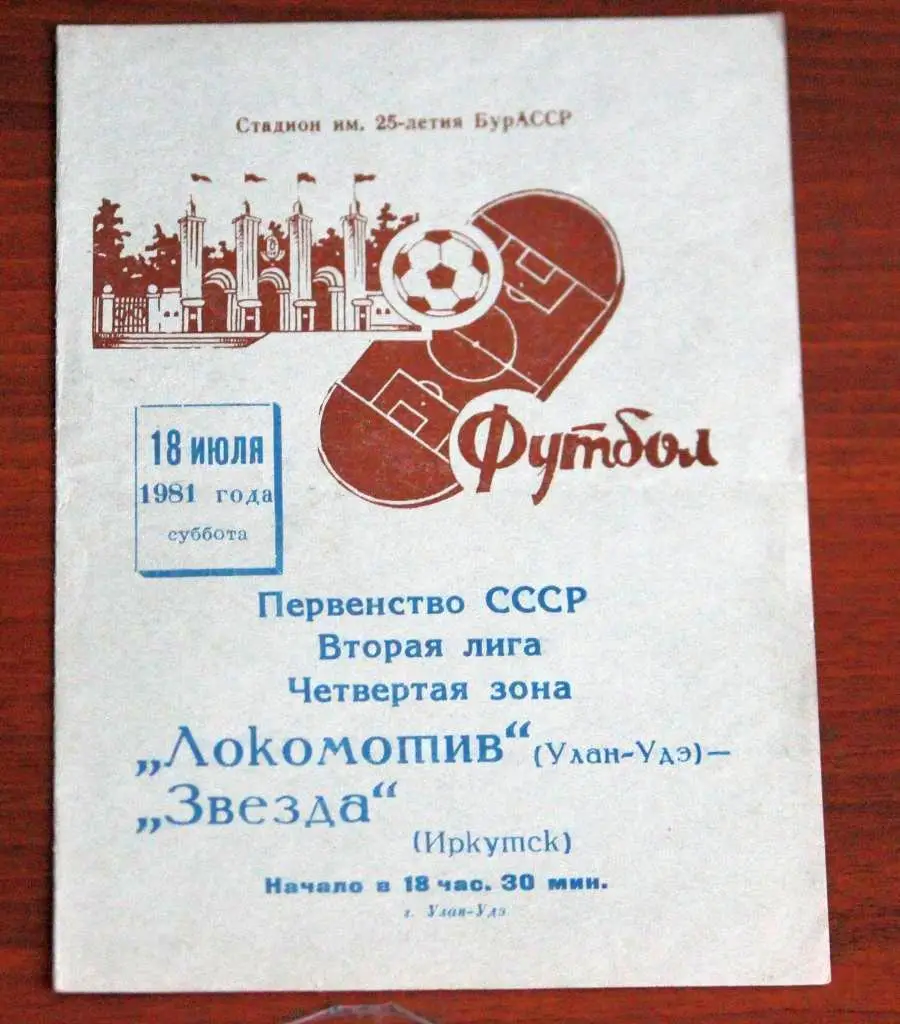 Стадион им. 25-летия БурАССР
Футбол
18 июля
1981 года
суббота
Первенство СССР
Вторая лига
Четвертая зона
„Локомотив“ (Улан-Удэ)—
„Звезда“
(Иркутск)
Начало в 18 час. 30 мин.
г. Улан-Удэ